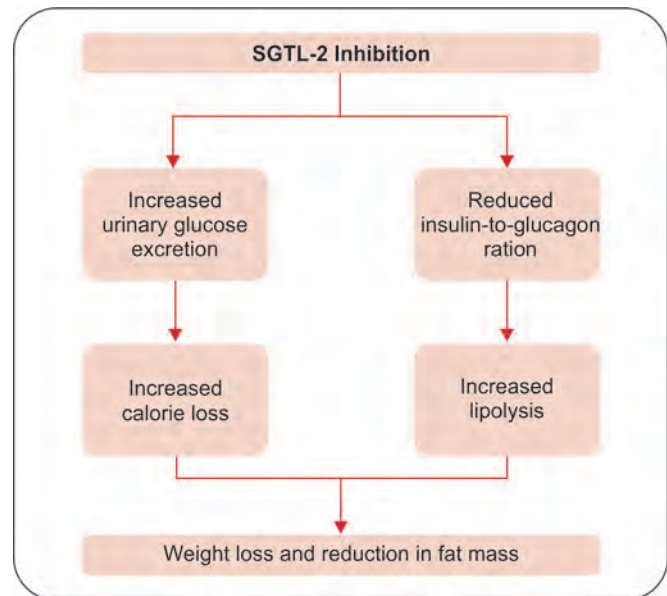 SGTL-2 Inhibition
Increased
urinary glucose
excretion
Reduced
insulin-to-glucagon
ration
Increased
calorie loss
Increased
lipolysis
Weight loss and reduction in fat mass